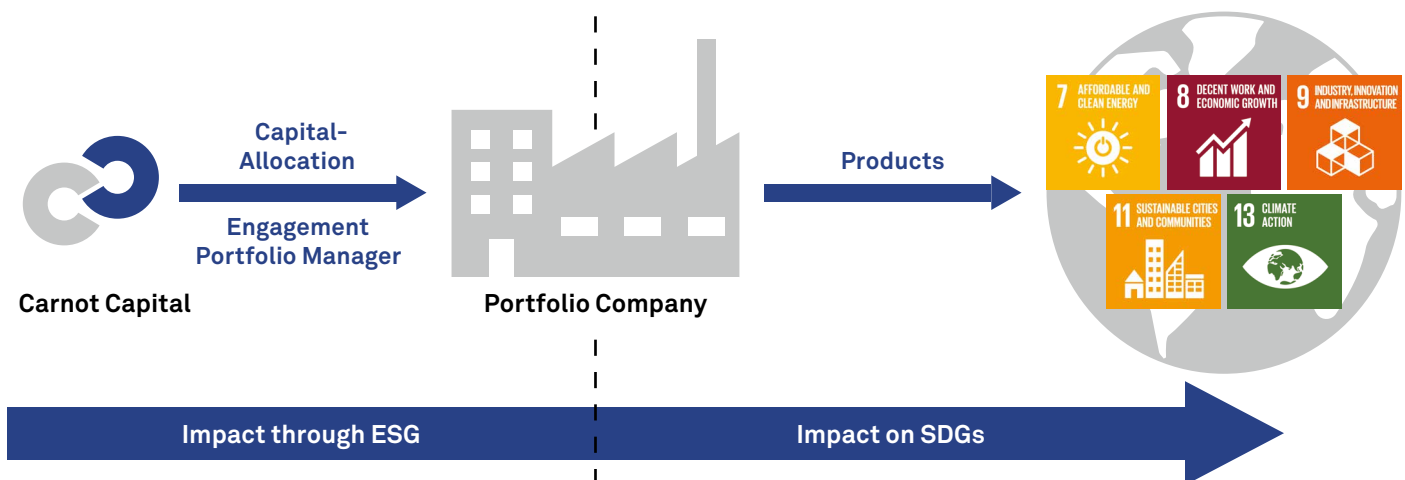 Capital-
Allocation
Engagement
Portfolio Manager
Carnot Capital
Portfolio Company
Products
7 AFFORDABLE AND
CLEAN ENERGY
8 DECENT WORK AND
ECONOMIC GROWTH
9 INDUSTRY, INNOVATION
AND INFRASTRUCTURE
11 SUSTAINABLE CITIES
AND COMMUNITIES
13 CLIMATE
ACTION
Impact through ESG
Impact on SDGs